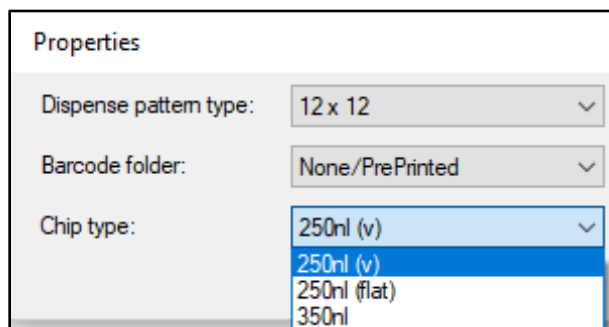 Properties
Dispense pattern type: 12 x 12
Barcode folder: None/PrePrinted
Chip type: 250nl (v)
250nl (v)
250nl (flat)
350nl